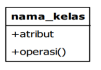 nama_kelas
+atribut
+operasi()